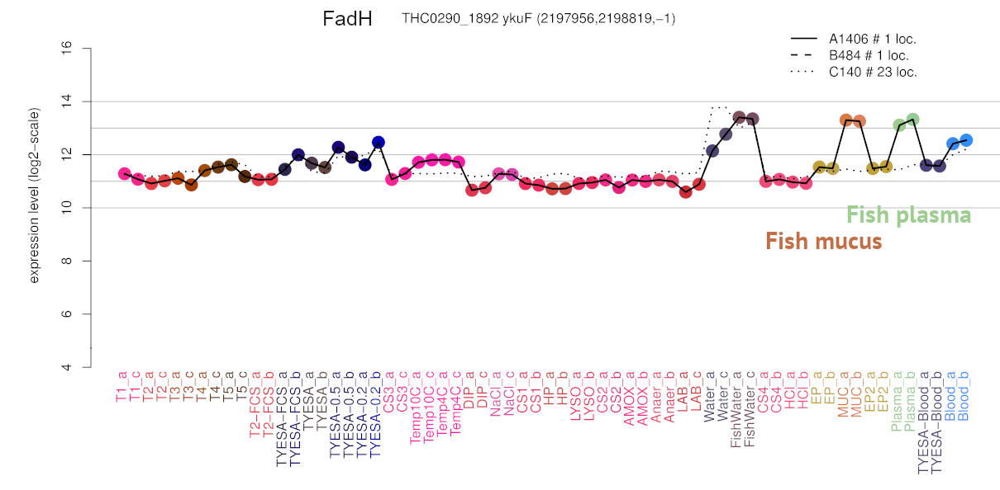 FadH THC0290_1892 ykuF (2197956,2198819,−1)
A1406 # 1 loc.
B484 # 1 loc.
C140 # 23 loc.
expression level (log2−scale)
16
14
12
10
8
6
4
Fish plasma
Fish mucus
T1_a
T1_c
T2_a
T2_c
T3_a
T3_c
T4_a
T4_c
T5_a
T5_c
T2−FCS_a
T2−FCS_b
TYESA−FCS_a
TYESA−FCS_b
TYESA_a
TYESA_b
TYESA−0.5_a
TYESA−0.5_b
TYESA−0.2_a
TYESA−0.2_b
CS3_a
CS3_c
Temp10C_a
Temp10C_c
Temp4C_a
Temp4C_c
DIP_a
DIP_c
NaCl_a
NaCl_c
CS1_a
CS1_b
HP_a
HP_b
LYSO_a
LYSO_b
CS2_a
CS2_b
AMOX_a
AMOX_b
Anaer_a
Anaer_b
LAB_a
LAB_c
Water_a
Water_c
FishWater_a
FishWater_c
CS4_a
CS4_b
HCl_a
HCl_b
EP_a
EP_b
MUC_a
MUC_b
EP2_a
EP2_b
Plasma_a
Plasma_b
TYESA−Blood_a
TYESA−Blood_b
Blood_a
Blood_b